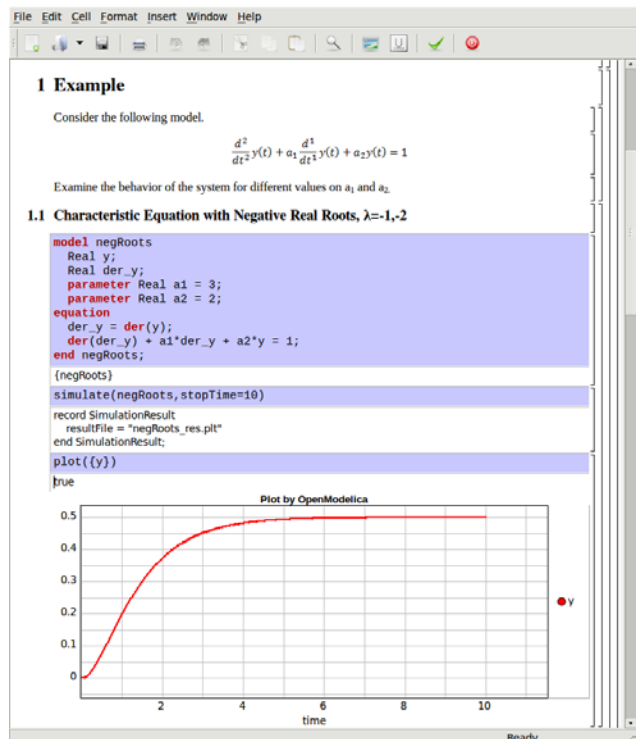 File Edit Cell Format Insert Window Help
1 Example
Consider the following model.
d²/dt² y(t) + a₁ d¹/dt¹ y(t) + a₂y(t) = 1
Examine the behavior of the system for different values on a₁ and a₂.
1.1 Characteristic Equation with Negative Real Roots, λ=-1,-2
model negRoots
Real y;
Real der_y;
parameter Real a1 = 3;
parameter Real a2 = 2;
equation
der_y = der(y);
der(der_y) + a1*der_y + a2*y = 1;
end negRoots;
{negRoots}
simulate(negRoots,stopTime=10)
record SimulationResult
resultFile = "negRoots_res.plt"
end SimulationResult;
plot({y})
true
Plot by OpenModelica
0.5
0.4
0.3
0.2
0.1
0
y
2 4 6 8 10
time
Ready